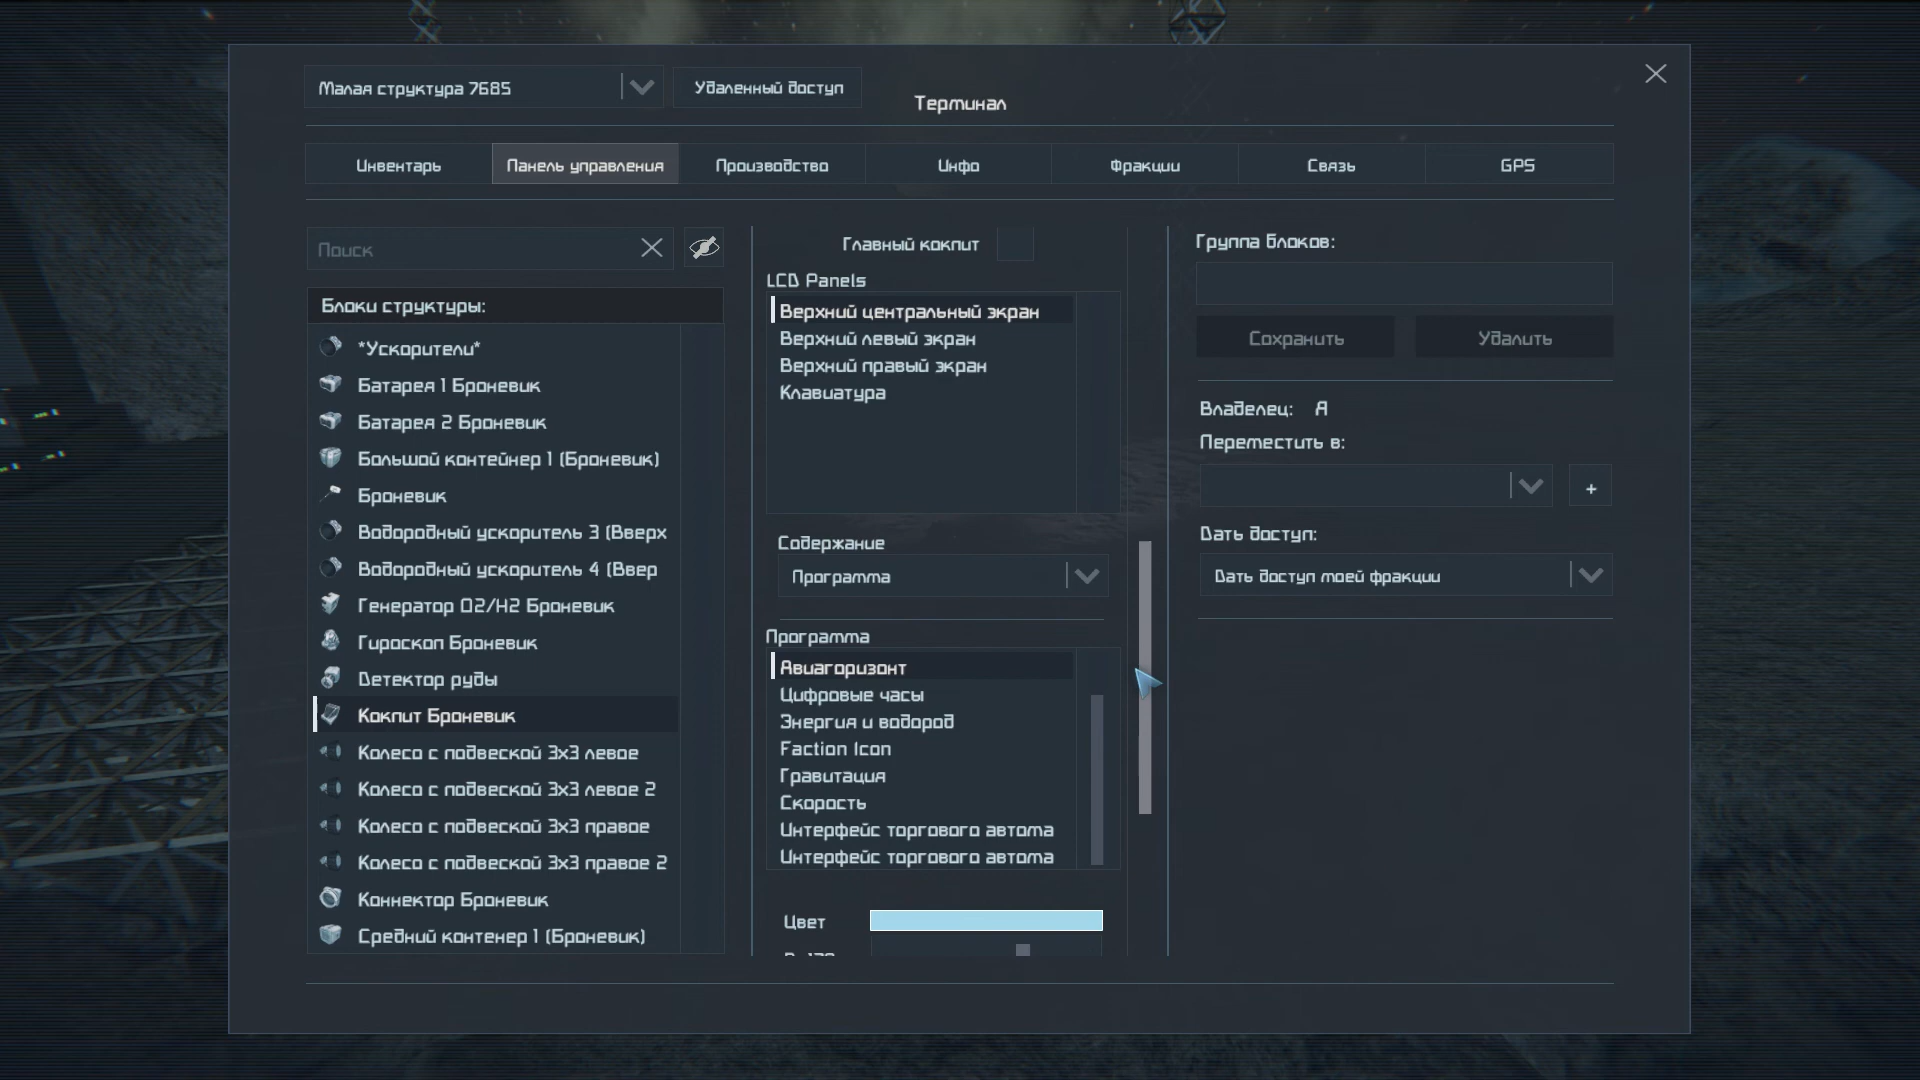 Малая структура 7685
Удаленный доступ
Терминал
Инвентарь
Панель управления
Производство
Инфо
Фракции
Связь
GPS
Поиск
Блоки структуры:
*Ускорители*
Батарея 1 Броневик
Батарея 2 Броневик
Большой контейнер 1 (Броневик)
Броневик
Водородный ускоритель 3 (Вверх
Водородный ускоритель 4 (Ввер
Генератор O2/H2 Броневик
Гироскоп Броневик
Детектор руды
Кокпит Броневик
Колесо с подвеской 3x3 левое
Колесо с подвеской 3x3 левое 2
Колесо с подвеской 3x3 правое
Колесо с подвеской 3x3 правое 2
Коннектор Броневик
Средний контенер 1 (Броневик)
Главный кокпит
LCD Panels
Верхний центральный экран
Верхний левый экран
Верхний правый экран
Клавиатура
Содержание
Программа
Программа
Авиагоризонт
Цифровые часы
Энергия и водород
Faction Icon
Гравитация
Скорость
Интерфейс торгового автома
Интерфейс торгового автома
Цвет
Группа блоков:
Сохранить
Удалить
Владелец: A
Переместить в:
+
Дать доступ:
Дать доступ моей фракции